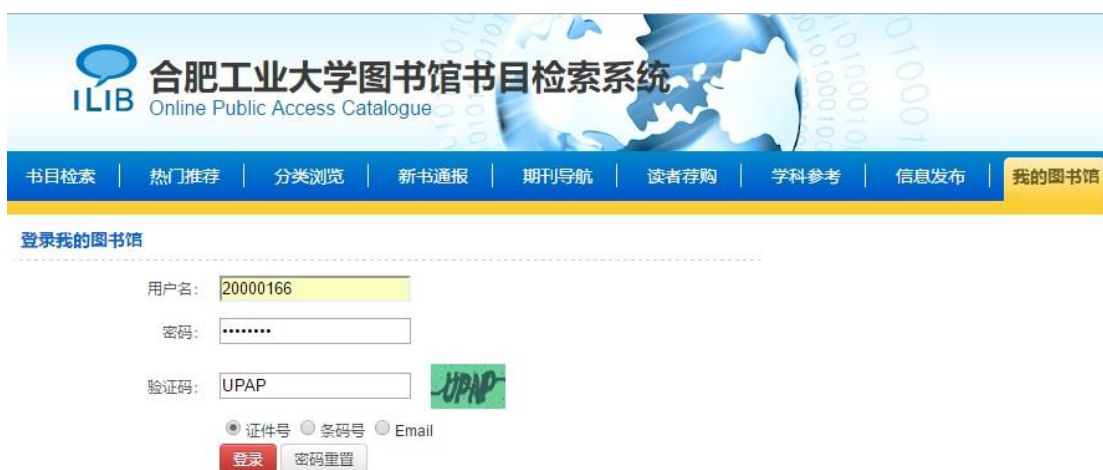 合肥工业大学图书馆书目检索系统
ILIB
Online Public Access Catalogue
书目检索 热门推荐 分类浏览 新书通报 期刊导航 读者荐购 学科参考 信息发布 我的图书馆
登录我的图书馆
用户名: 20000166
密码: ••••••••
验证码: UPAP UPAP
证件号 条码号 Email
登录 密码重置